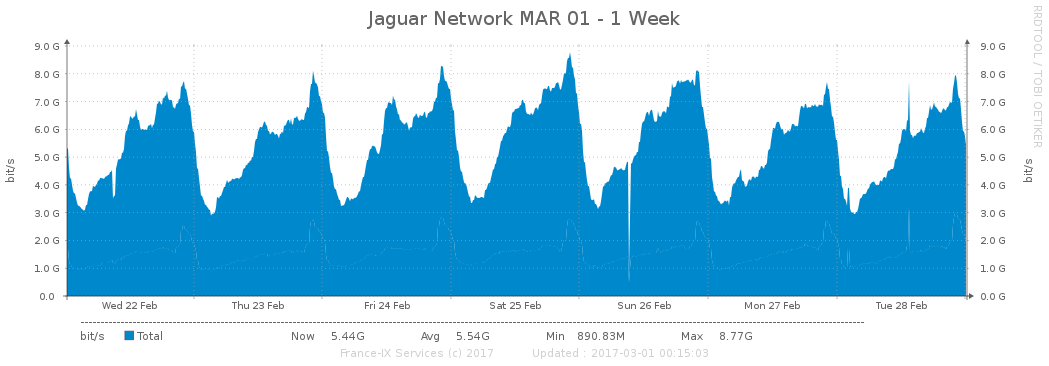 Jaguar Network MAR 01 - 1 Week
RRDTOOL / TOBI OETIKER
9.0 G 9.0 G
8.0 G 8.0 G
7.0 G 7.0 G
6.0 G 6.0 G
5.0 G 5.0 G
4.0 G 4.0 G
3.0 G 3.0 G
2.0 G 2.0 G
1.0 G 1.0 G
0.0 0.0 G
bit/s bit/s
Wed 22 Feb Thu 23 Feb Fri 24 Feb Sat 25 Feb Sun 26 Feb Mon 27 Feb Tue 28 Feb
bit/s Total Now 5.44G Avg 5.54G Min 890.83M Max 8.77G
France-IX Services (c) 2017 Updated : 2017-03-01 00:15:03